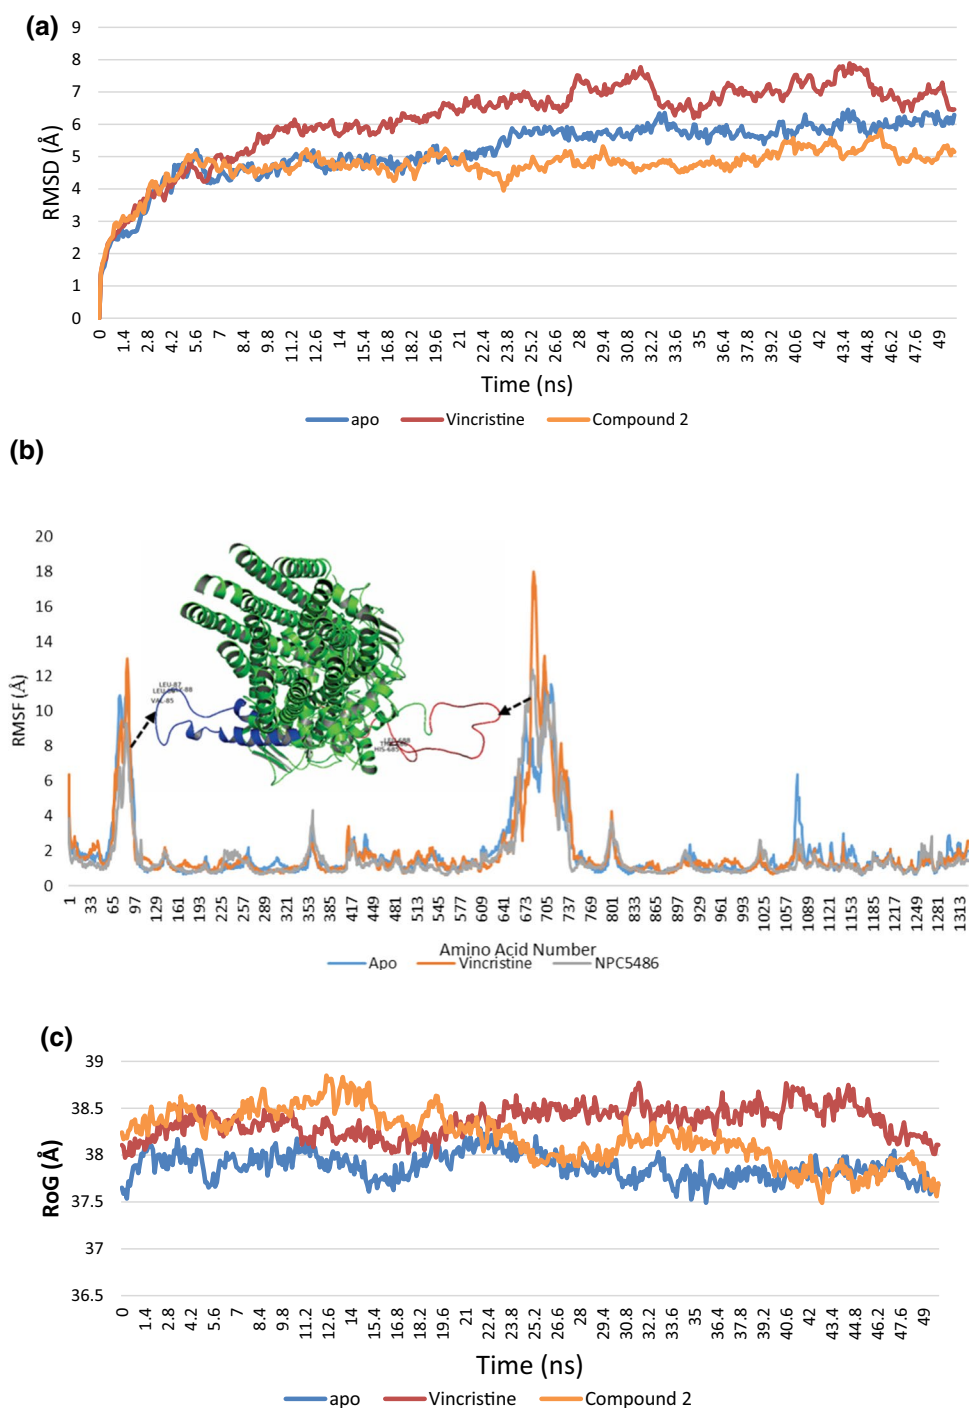 (a)
9
8
7
6
5
4
3
2
1
0
RMSD (Å)
0 1.4 2.8 4.2 5.6 7 8.4 9.8 11.2 12.6 14 15.4 16.8 18.2 19.6 21 22.4 23.8 25.2 26.6 28 29.4 30.8 32.2 33.6 35 36.4 37.8 39.2 40.6 42 43.4 44.8 46.2 47.6 49
Time (ns)
apo Vincristine Compound 2
(b)
20
18
16
14
12
10
8
6
4
2
0
RMSF (Å)
LEU-87
VAL-85
HIS-685
1 33 65 97 129 161 193 225 257 289 321 353 385 417 449 481 513 545 577 609 641 673 705 737 769 801 833 865 897 929 961 993 1025 1057 1089 1121 1153 1185 1217 1249 1281 1313
Amino Acid Number
Apo Vincristine NPC5486
(c)
39
38.5
38
37.5
37
36.5
RoG (Å)
0 1.4 2.8 4.2 5.6 7 8.4 9.8 11.2 12.6 14 15.4 16.8 18.2 19.6 21 22.4 23.8 25.2 26.6 28 29.4 30.8 32.2 33.6 35 36.4 37.8 39.2 40.6 42 43.4 44.8 46.2 47.6 49
Time (ns)
apo Vincristine Compound 2